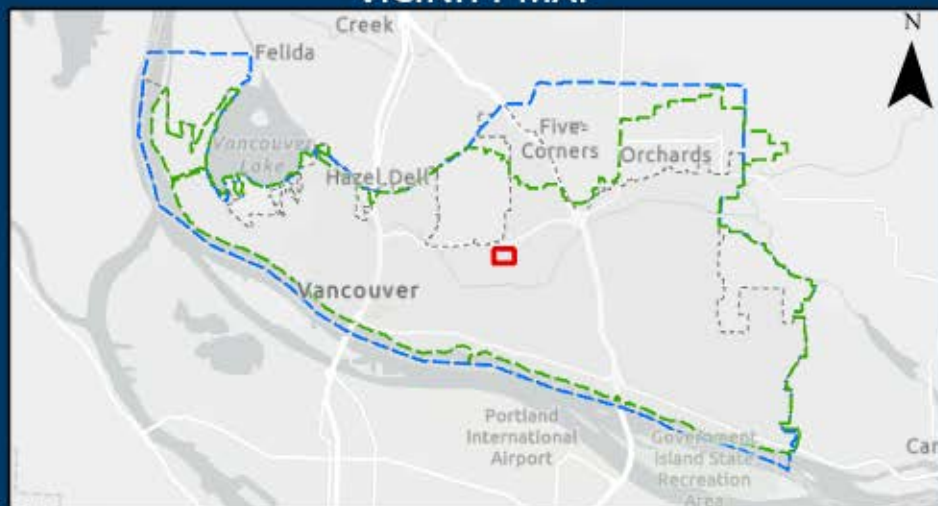 N
Creek
Felida
Vancouver
Lake
Five-
Corners
Orchards
Hazel Dell
Vancouver
Portland
International
Airport
Government
Island State
Recreation
Area